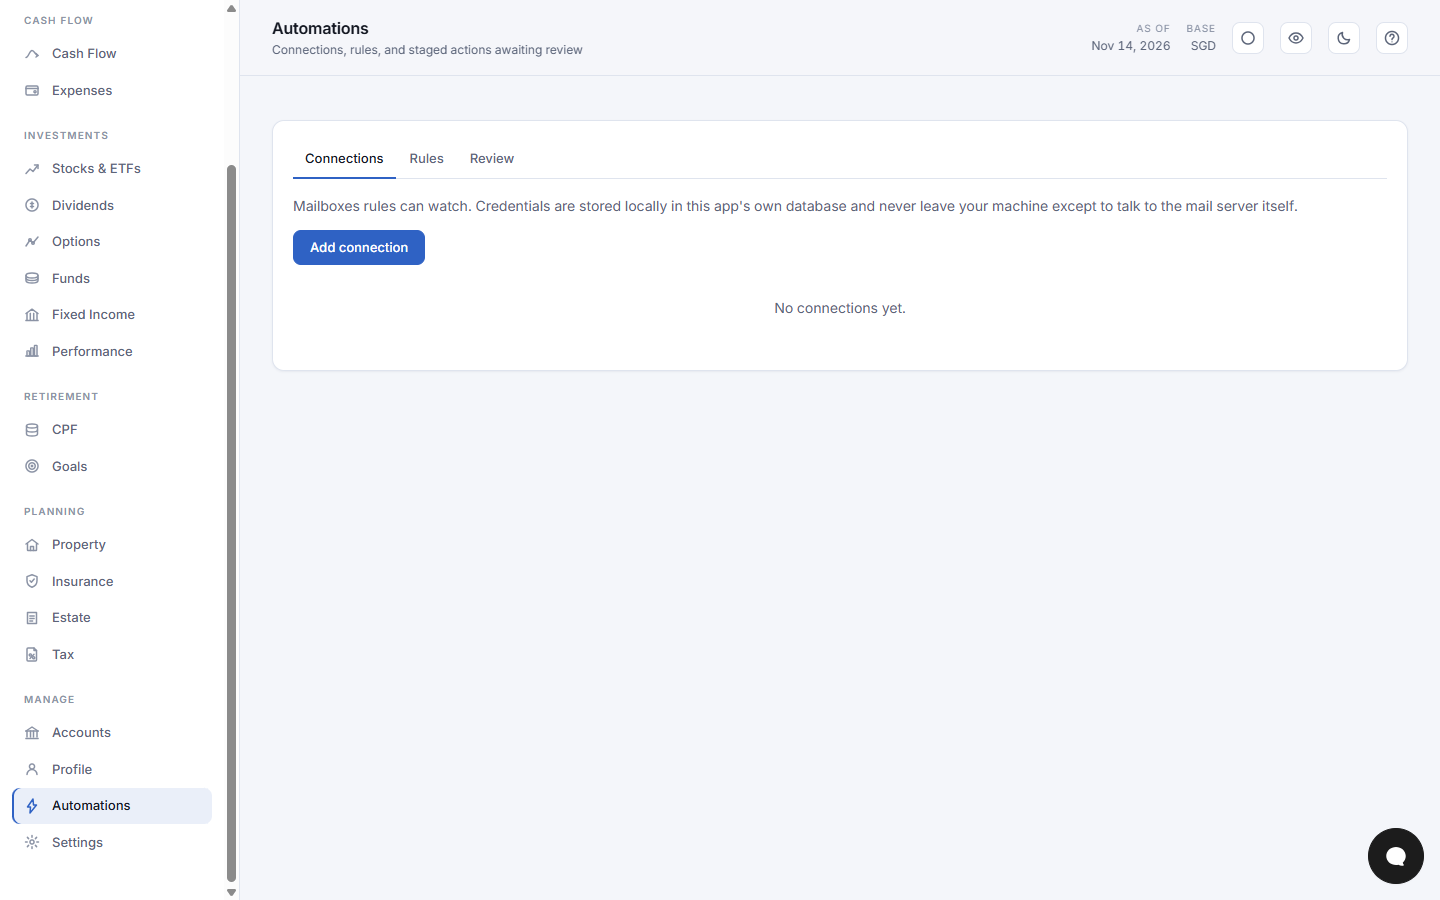 CASH FLOW
Cash Flow
Expenses
INVESTMENTS
Stocks & ETFs
Dividends
Options
Funds
Fixed Income
Performance
RETIREMENT
CPF
Goals
PLANNING
Property
Insurance
Estate
Tax
MANAGE
Accounts
Profile
Automations
Settings
Automations
Connections, rules, and staged actions awaiting review
AS OF
Nov 14, 2026
BASE
SGD
Connections Rules Review
Mailboxes rules can watch. Credentials are stored locally in this app's own database and never leave your machine except to talk to the mail server itself.
Add connection
No connections yet.